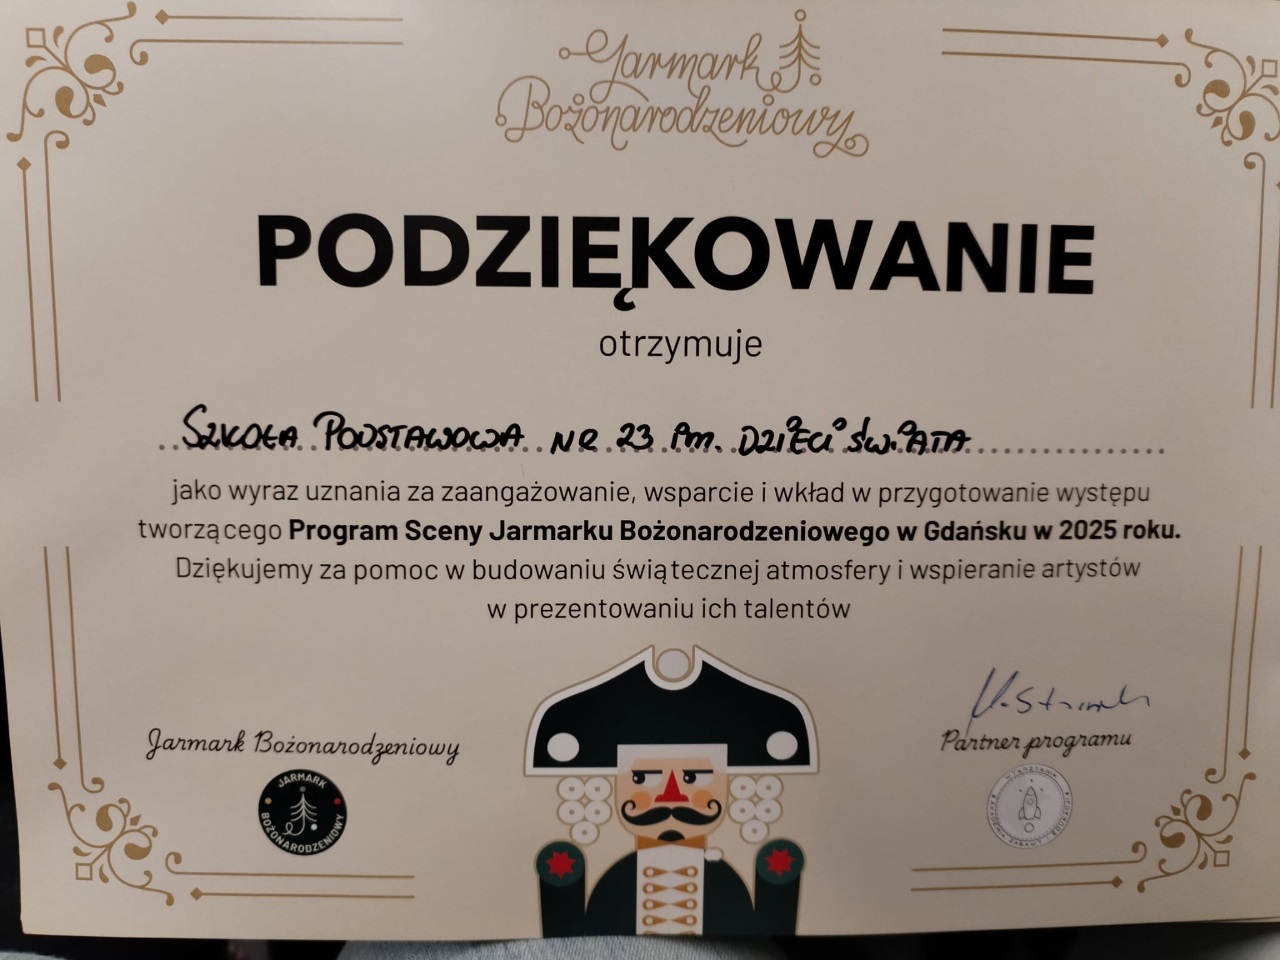 Jarmark
Bożonarodzeniowy
PODZIĘKOWANIE
otrzymuje
SZKOŁA PODSTAWOWA NR 23 im. DZIECI ŚWIATA
jako wyraz uznania za zaangażowanie, wsparcie i wkład w przygotowanie występu
tworzącego Program Sceny Jarmarku Bożonarodzeniowego w Gdańsku w 2025 roku.
Dziękujemy za pomoc w budowaniu świątecznej atmosfery i wspieranie artystów
w prezentowaniu ich talentów
Jarmark Bożonarodzeniowy
JARMARK
BOŻONARODZENIOWY
Partner programu